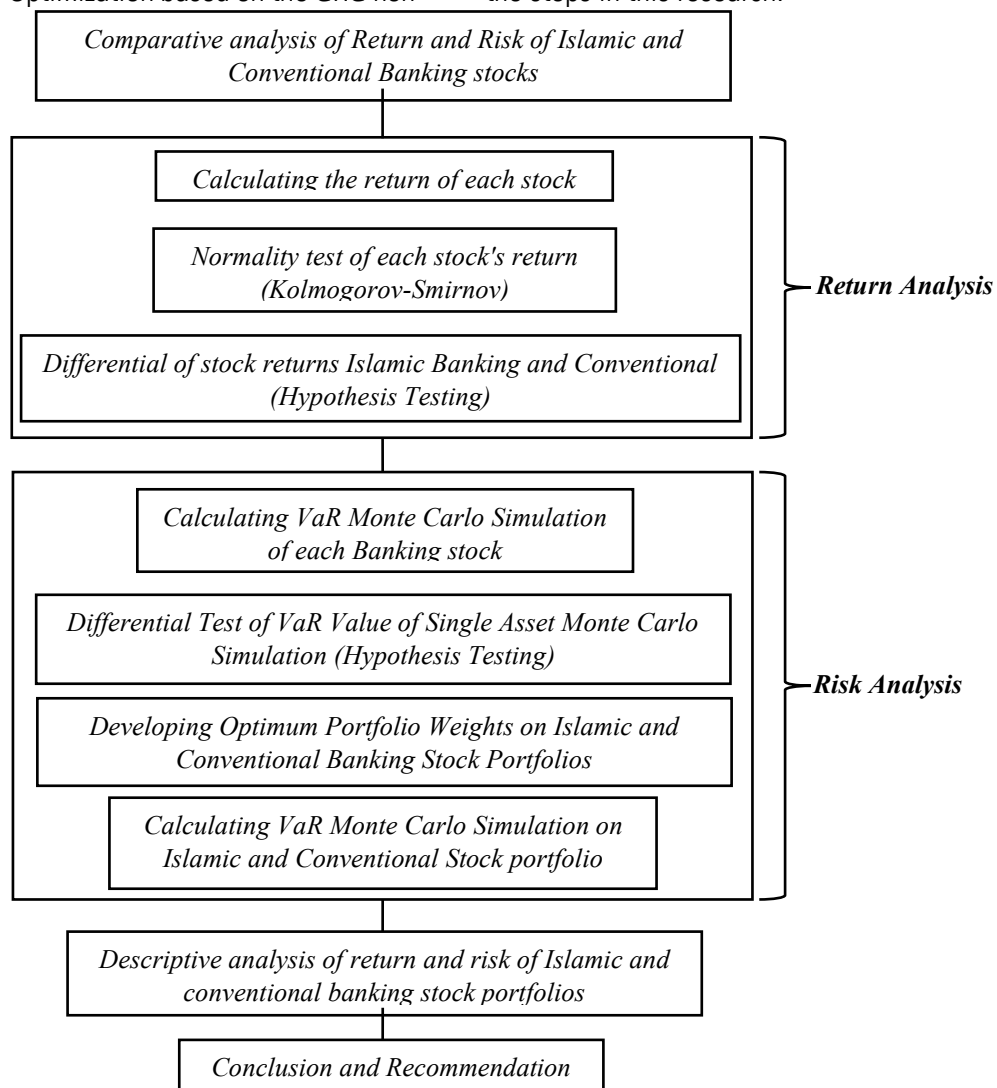 the steps in this research.
Comparative analysis of Return and Risk of Islamic and
Conventional Banking stocks
Calculating the return of each stock
Normality test of each stock's return
(Kolmogorov-Smirnov)
Differential of stock returns Islamic Banking and Conventional
(Hypothesis Testing)
Return Analysis
Calculating VaR Monte Carlo Simulation
of each Banking stock
Differential Test of VaR Value of Single Asset Monte Carlo
Simulation (Hypothesis Testing)
Developing Optimum Portfolio Weights on Islamic and
Conventional Banking Stock Portfolios
Calculating VaR Monte Carlo Simulation on
Islamic and Conventional Stock portfolio
Risk Analysis
Descriptive analysis of return and risk of Islamic and
conventional banking stock portfolios
Conclusion and Recommendation